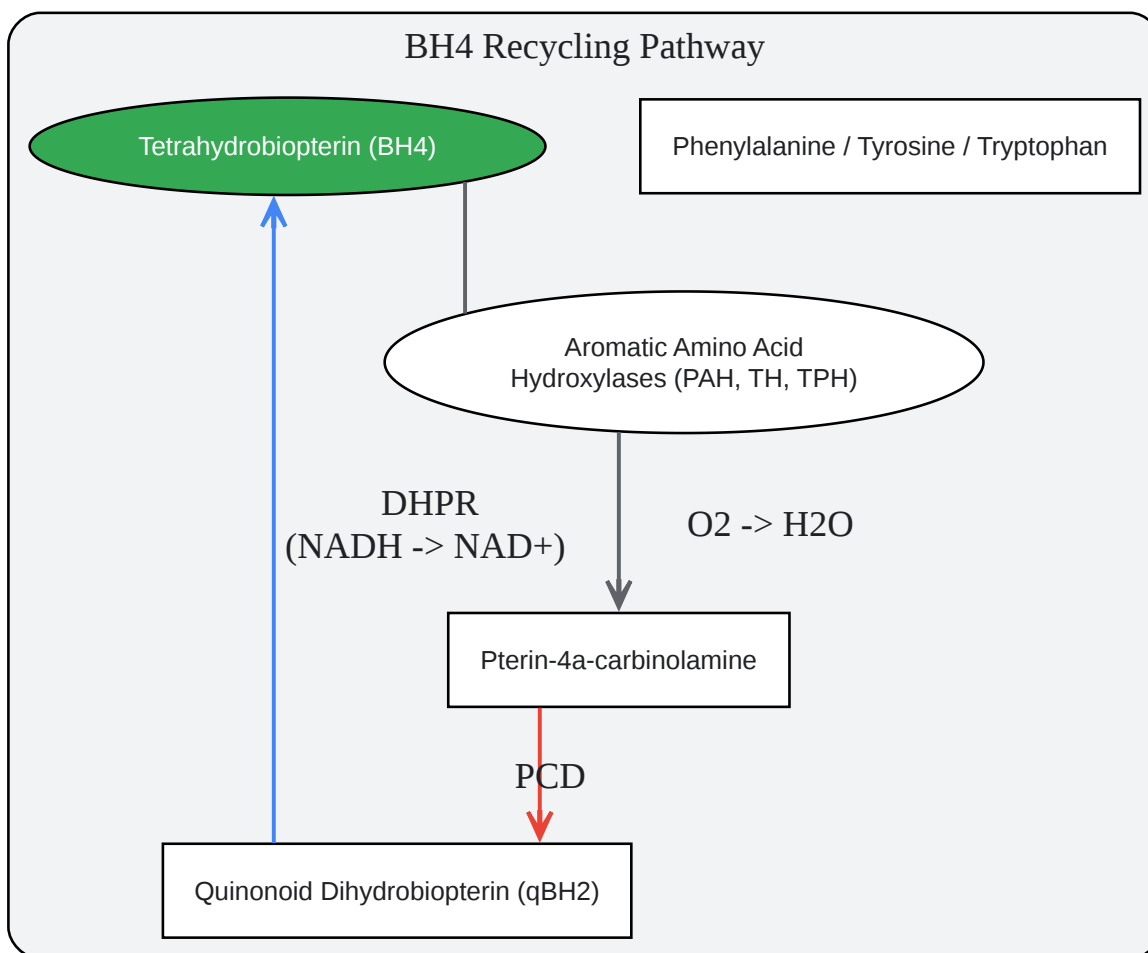 BH4 Recycling Pathway
Tetrahydrobiopterin (BH4)
Phenylalanine / Tyrosine / Tryptophan
Aromatic Amino Acid
Hydroxylases (PAH, TH, TPH)
DHPR
(NADH -> NAD+)
O2 -> H2O
Pterin-4a-carbinolamine
PCD
Quinonoid Dihydrobiopterin (qBH2)